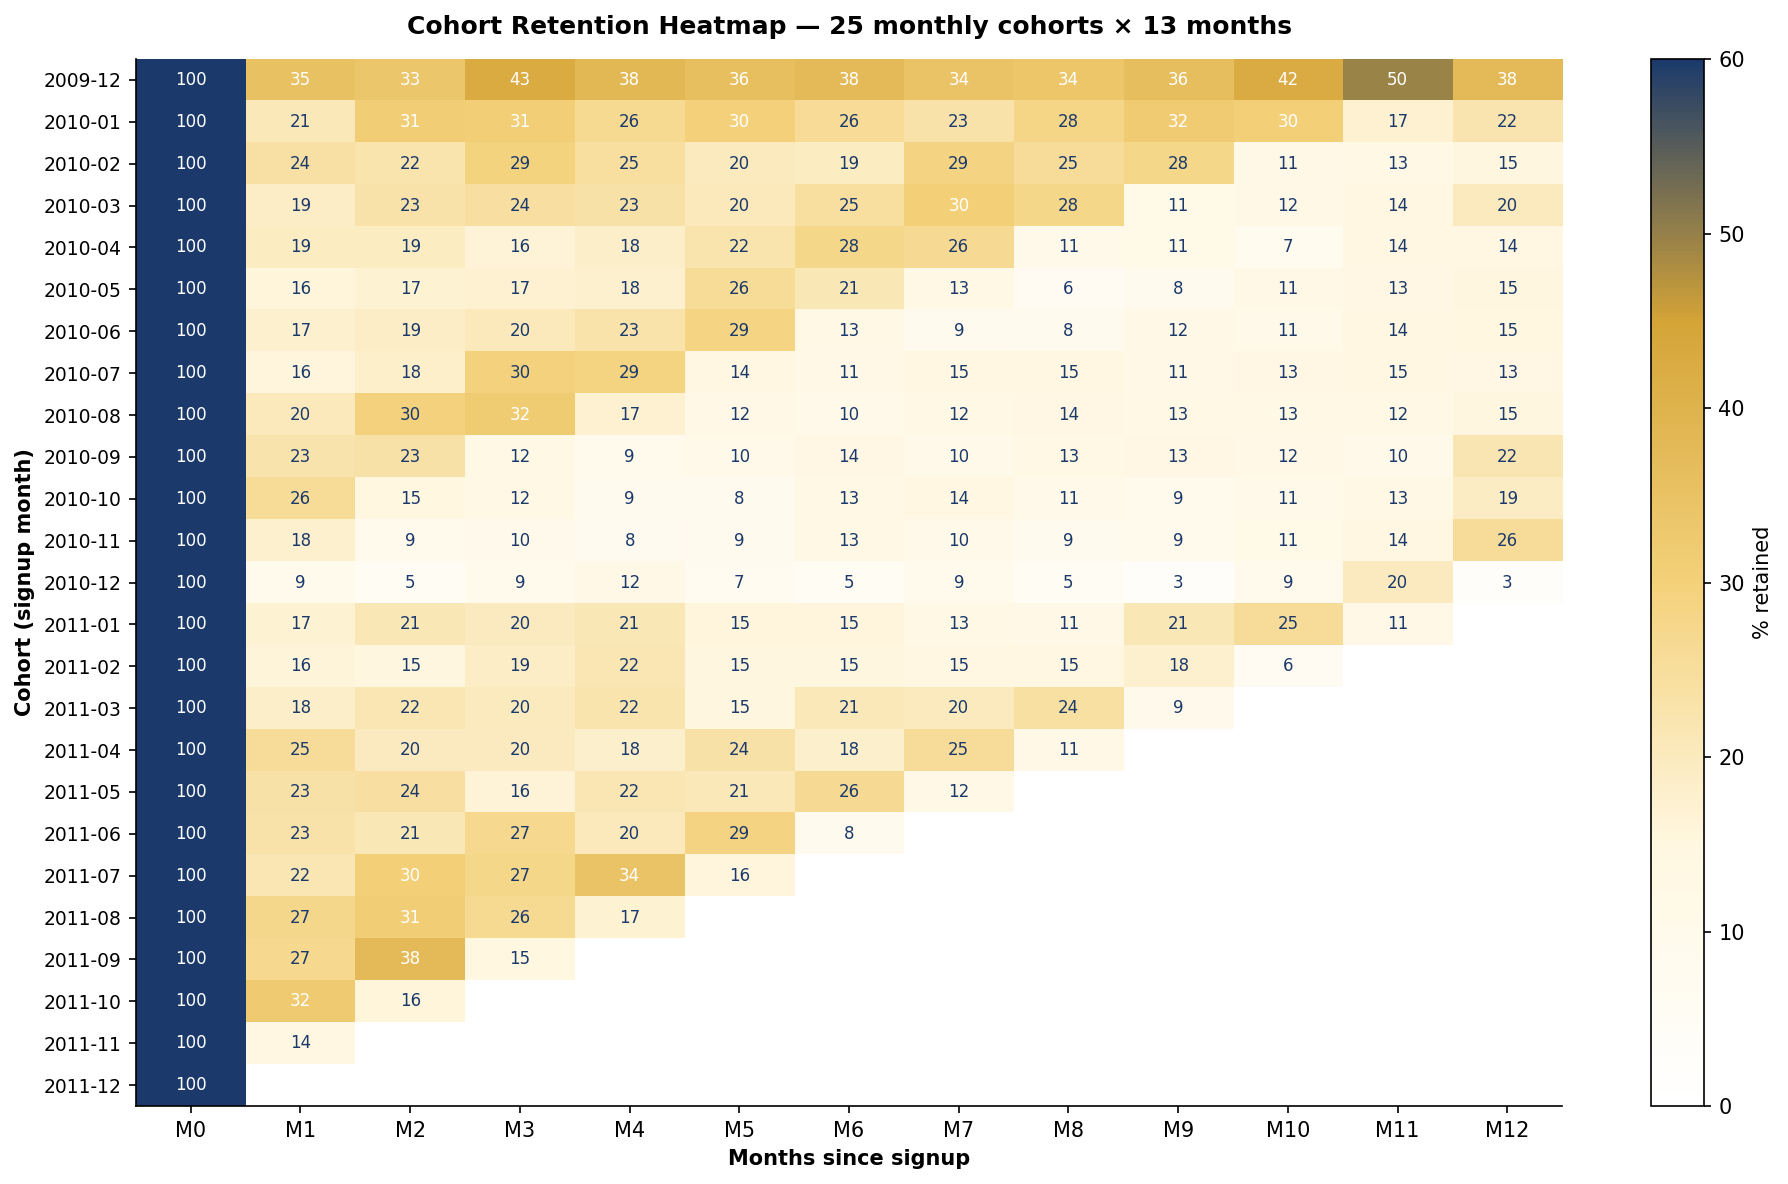 Cohort Retention Heatmap — 25 monthly cohorts × 13 months
2009-12 100 35 33 43 38 36 38 34 34 36 42 50 38
2010-01 100 21 31 31 26 30 26 23 28 32 30 17 22
2010-02 100 24 22 29 25 20 19 29 25 28 11 13 15
2010-03 100 19 23 24 23 20 25 30 28 11 12 14 20
2010-04 100 19 19 16 18 22 28 26 11 11 7 14 14
2010-05 100 16 17 17 18 26 21 13 6 8 11 13 15
2010-06 100 17 19 20 23 29 13 9 8 12 11 14 15
2010-07 100 16 18 30 29 14 11 15 15 11 13 15 13
2010-08 100 20 30 32 17 12 10 12 14 13 13 12 15
2010-09 100 23 23 12 9 10 14 10 13 13 12 10 22
2010-10 100 26 15 12 9 8 13 14 11 9 11 13 19
2010-11 100 18 9 10 8 9 13 10 9 9 11 14 26
2010-12 100 9 5 9 12 7 5 9 5 3 9 20 3
2011-01 100 17 21 20 21 15 15 13 11 21 25 11
2011-02 100 16 15 19 22 15 15 15 15 18 6
2011-03 100 18 22 20 22 15 21 20 24 9
2011-04 100 25 20 20 18 24 18 25 11
2011-05 100 23 24 16 22 21 26 12
2011-06 100 23 21 27 20 29 8
2011-07 100 22 30 27 34 16
2011-08 100 27 31 26 17
2011-09 100 27 38 15
2011-10 100 32 16
2011-11 100 14
2011-12 100
M0 M1 M2 M3 M4 M5 M6 M7 M8 M9 M10 M11 M12
Months since signup
Cohort (signup month)
60
50
40
30
20
10
0
% retained